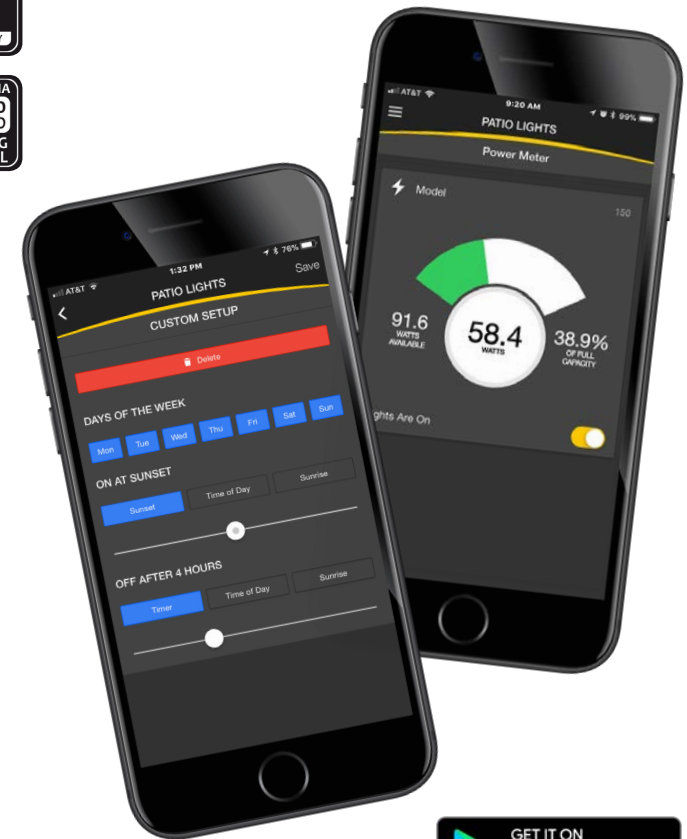 AT&T
1:32 PM
76%
PATIO LIGHTS
Save
CUSTOM SETUP
Delete
DAYS OF THE WEEK
Mon Tue Wed Thu Fri Sat Sun
ON AT SUNSET
Sunset Time of Day Sunrise
OFF AFTER 4 HOURS
Timer Time of Day Sunrise
AT&T
9:20 AM
99%
PATIO LIGHTS
Power Meter
Model
150
91.6
WATTS
AVAILABLE
58.4
WATTS
38.9%
OF FULL
CAPACITY
ghts Are On
GET IT ON